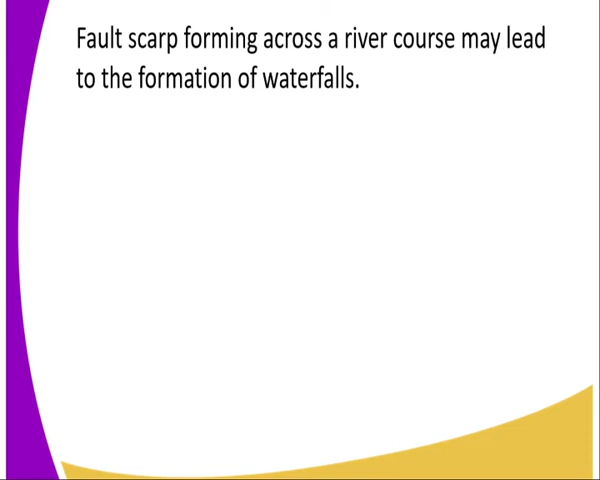 Fault scarp forming across a river course may lead
to the formation of waterfalls.